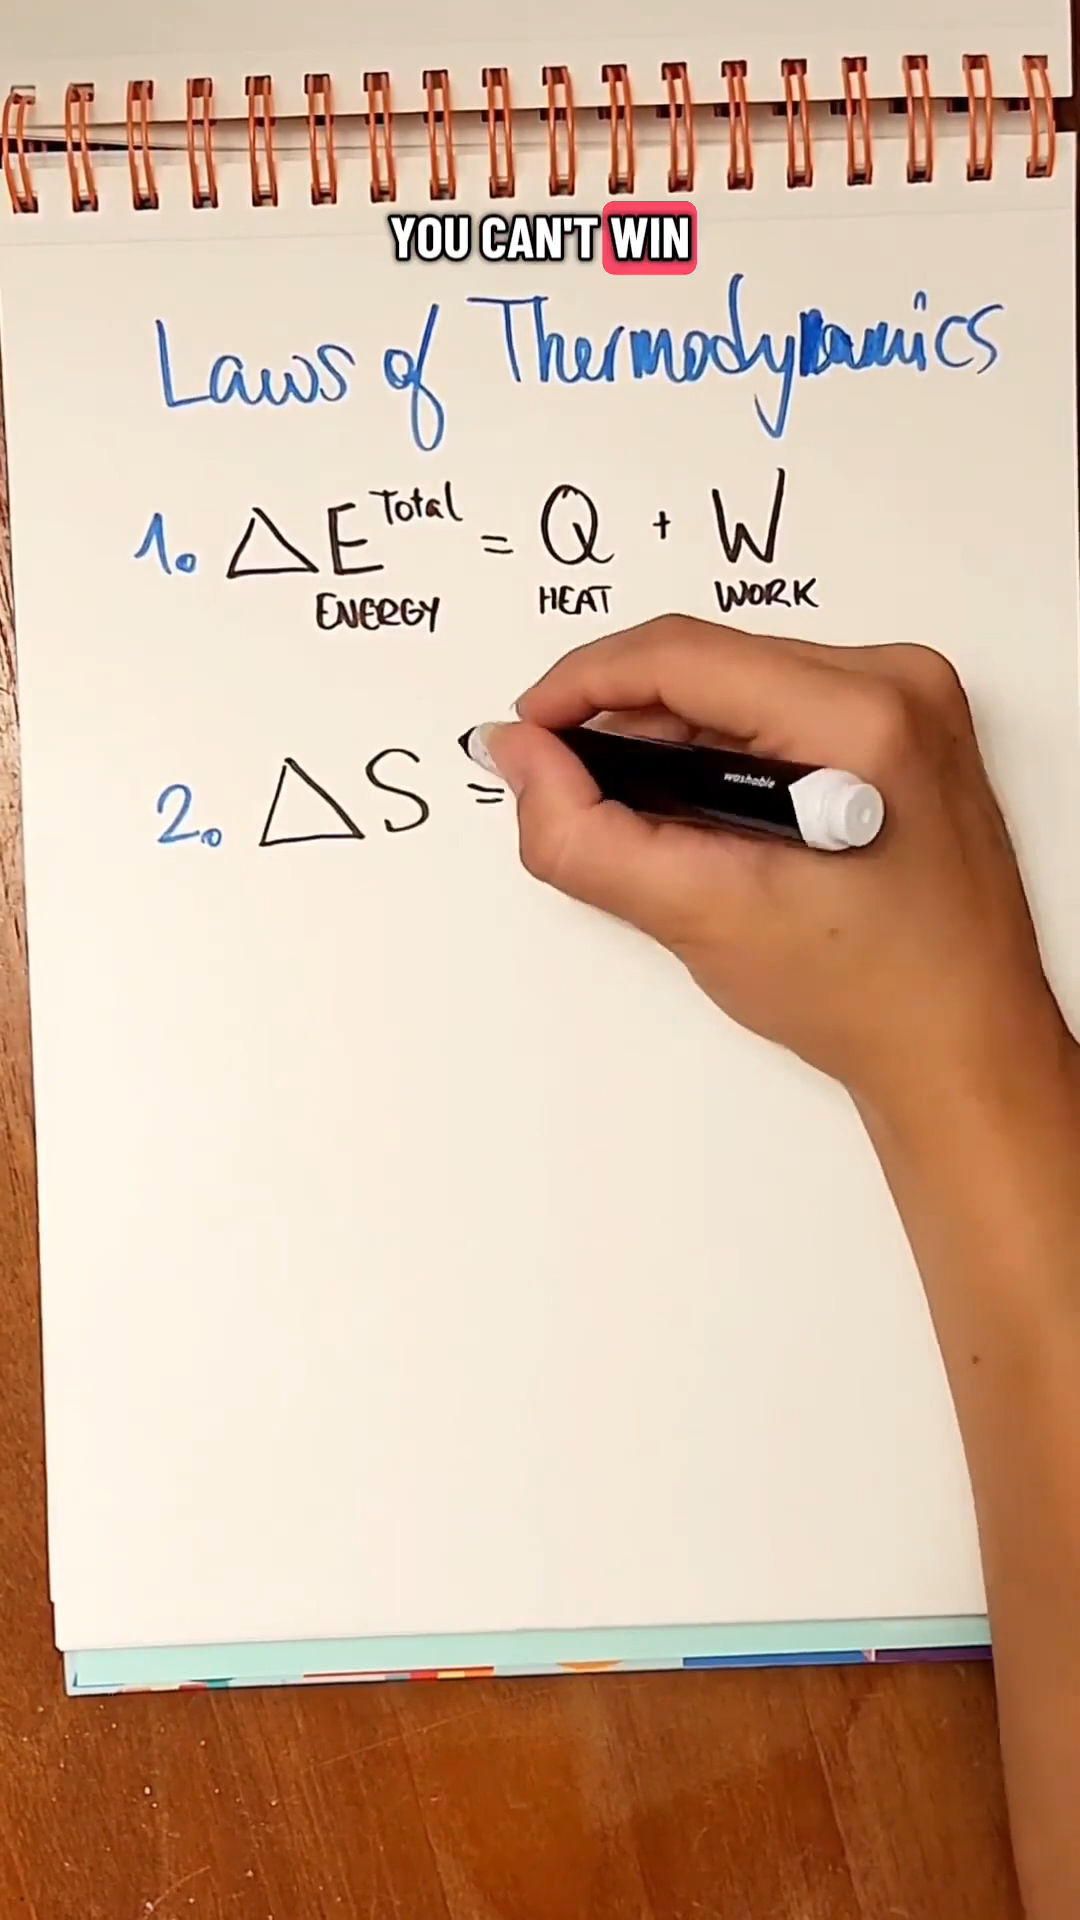 YOU CAN'T WIN
Laws of Thermodynamics
1. ΔE Total = Q + W
ENERGY HEAT WORK
2. ΔS =
washable